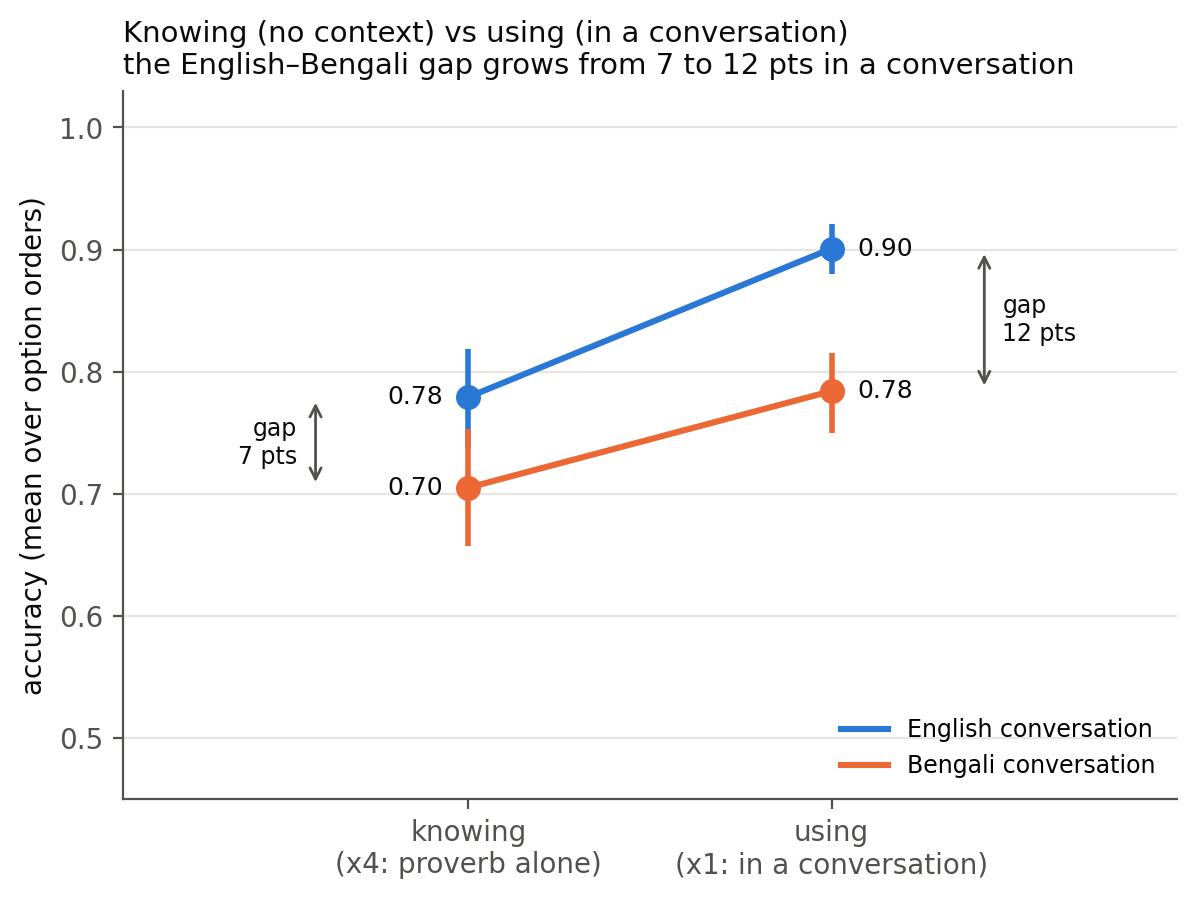 Knowing (no context) vs using (in a conversation)
the English–Bengali gap grows from 7 to 12 pts in a conversation
accuracy (mean over option orders)
1.0
0.9
0.8
0.7
0.6
0.5
0.78
0.70
0.90
0.78
gap
7 pts
gap
12 pts
English conversation
Bengali conversation
knowing
(x4: proverb alone)
using
(x1: in a conversation)